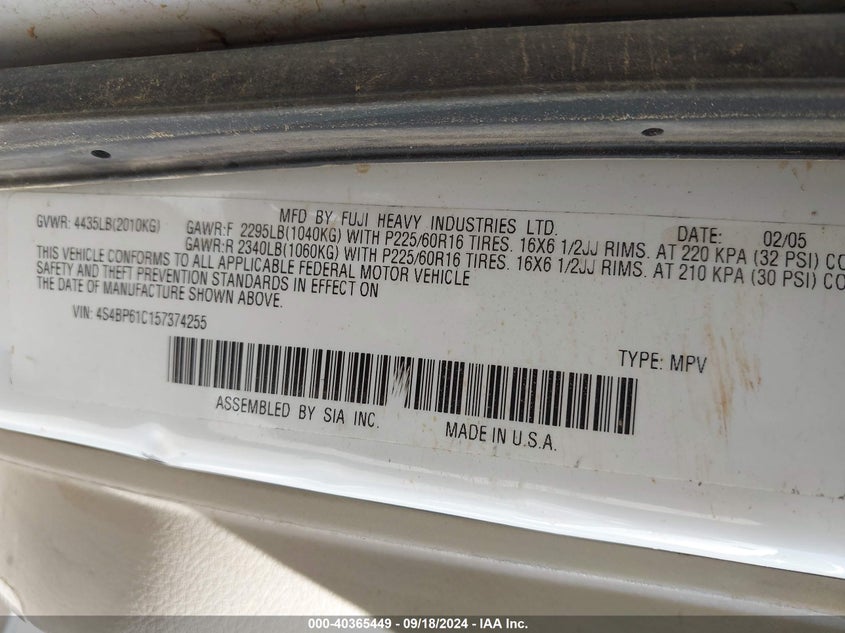 MFD BY FUJI HEAVY INDUSTRIES LTD. DATE: 02/05
GVWR: 4435LB(2010KG) GAWR:F 2295LB(1040KG) WITH P225/60R16 TIRES. 16X6 1/2JJ RIMS. AT 220 KPA (32 PSI) CO
GAWR:R 2340LB(1060KG) WITH P225/60R16 TIRES. 16X6 1/2JJ RIMS. AT 210 KPA (30 PSI) CO
THIS VEHICLE CONFORMS TO ALL APPLICABLE FEDERAL MOTOR VEHICLE
SAFETY AND THEFT PREVENTION STANDARDS IN EFFECT ON
THE DATE OF MANUFACTURE SHOWN ABOVE.
VIN: 4S4BP61C157374255 TYPE: MPV
ASSEMBLED BY SIA INC. MADE IN U.S.A.
000-40365449 - 09/18/2024 - IAA Inc.